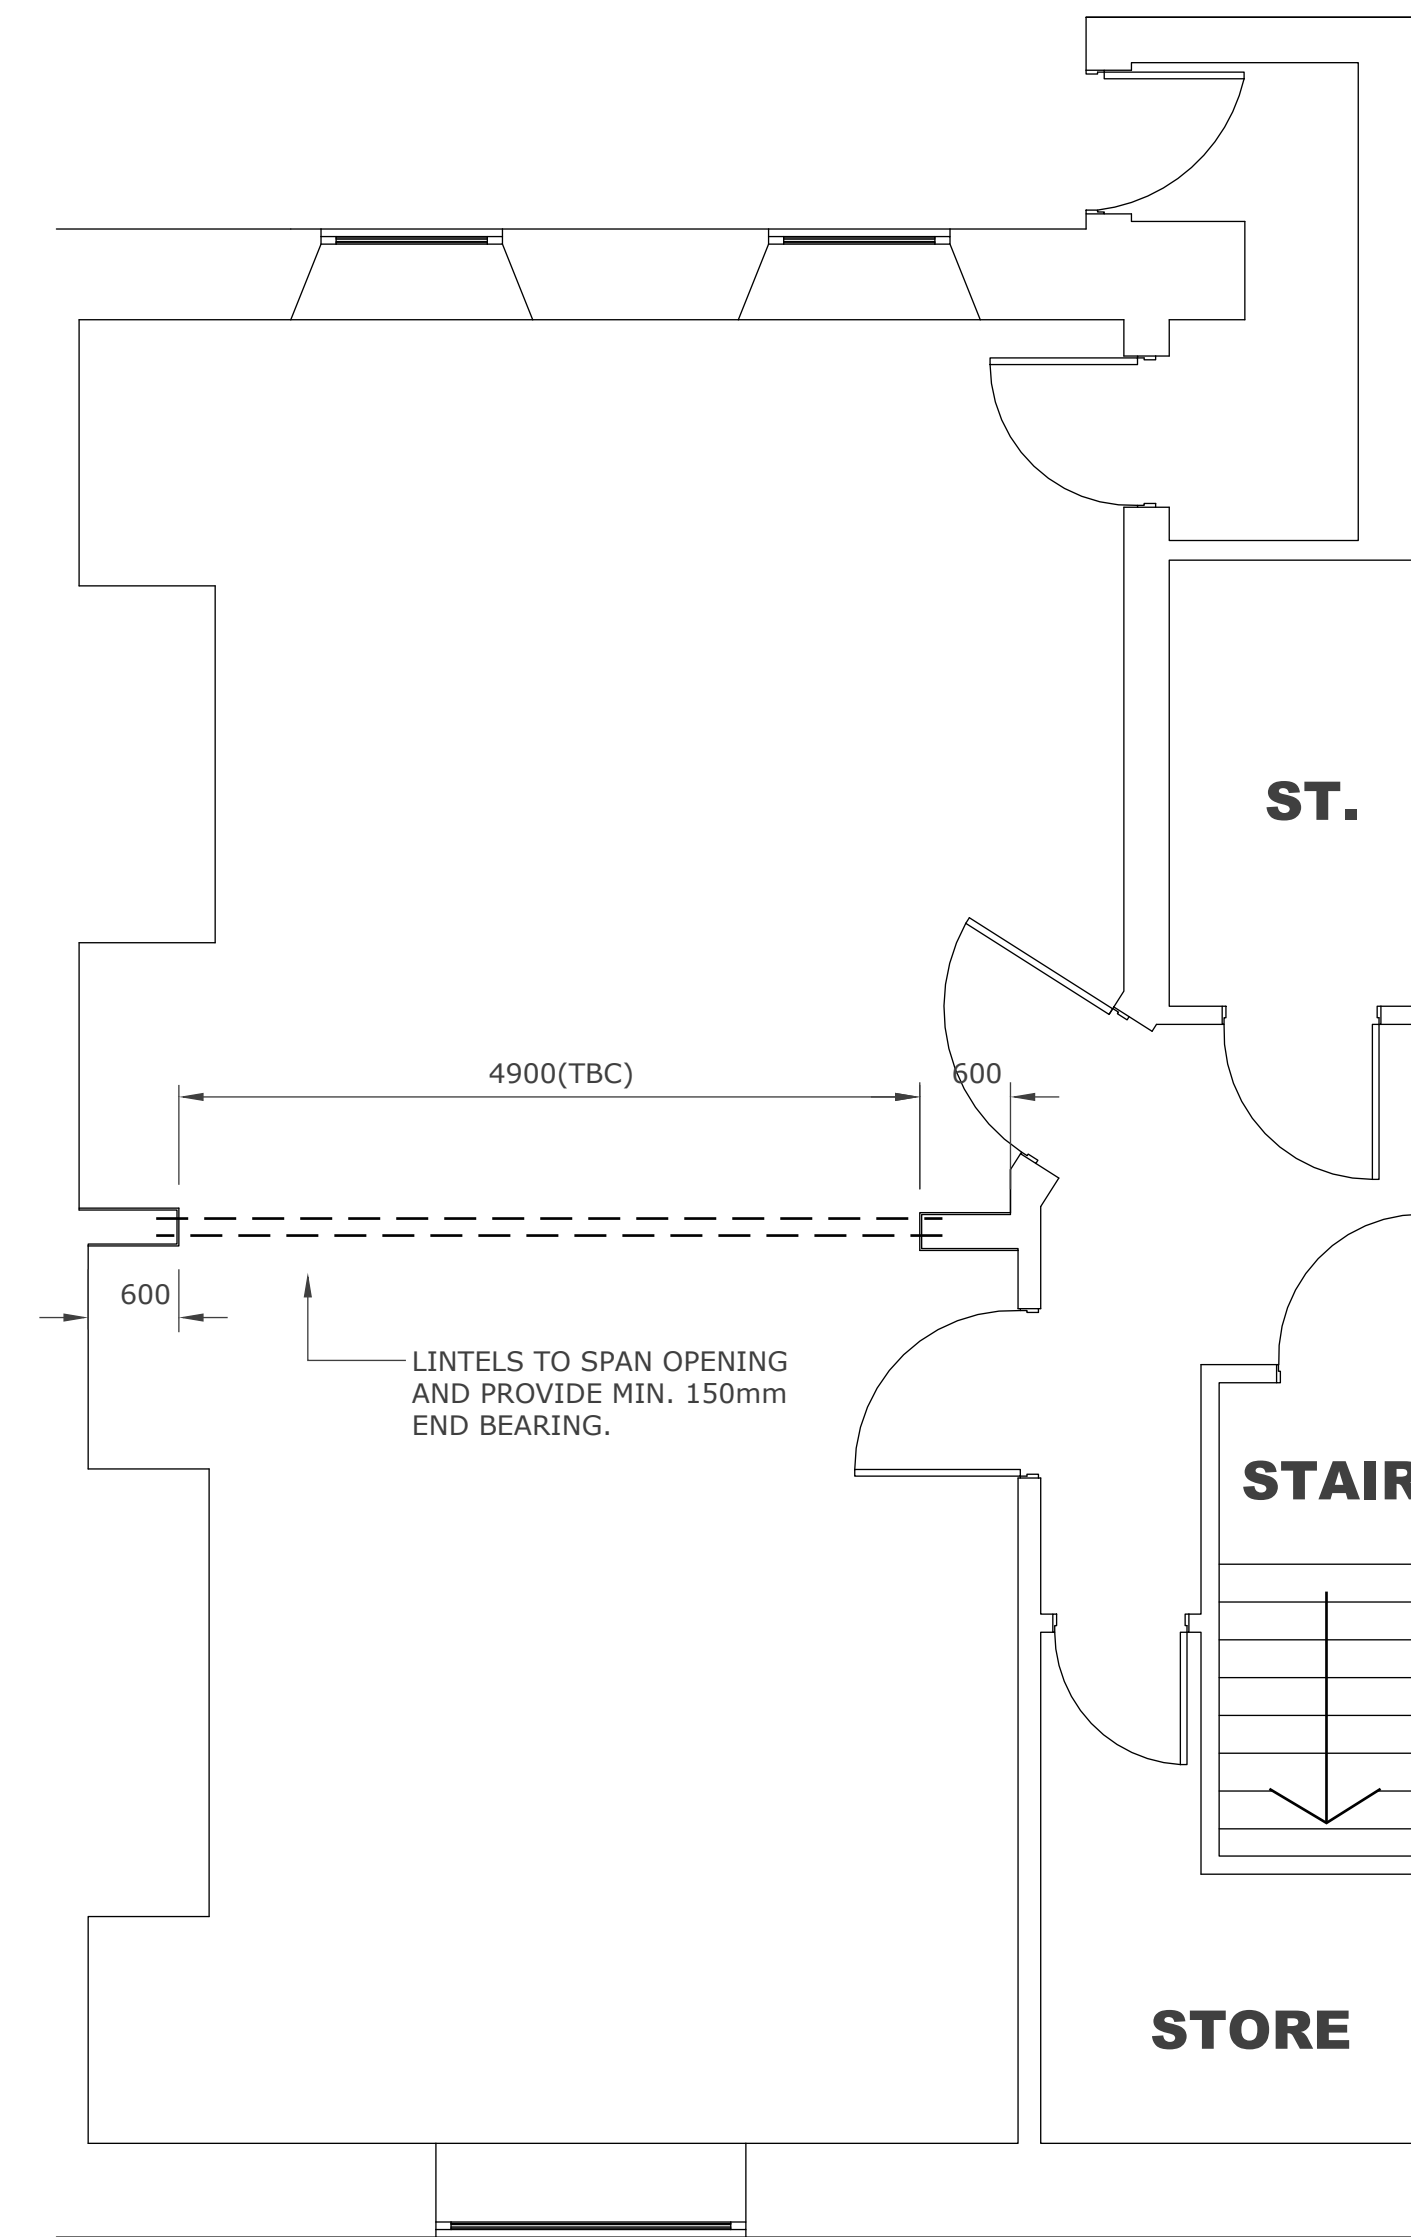 ST.
4900(TBC)
600
600
LINTELS TO SPAN OPENING
AND PROVIDE MIN. 150mm
END BEARING.
STAIR
STORE